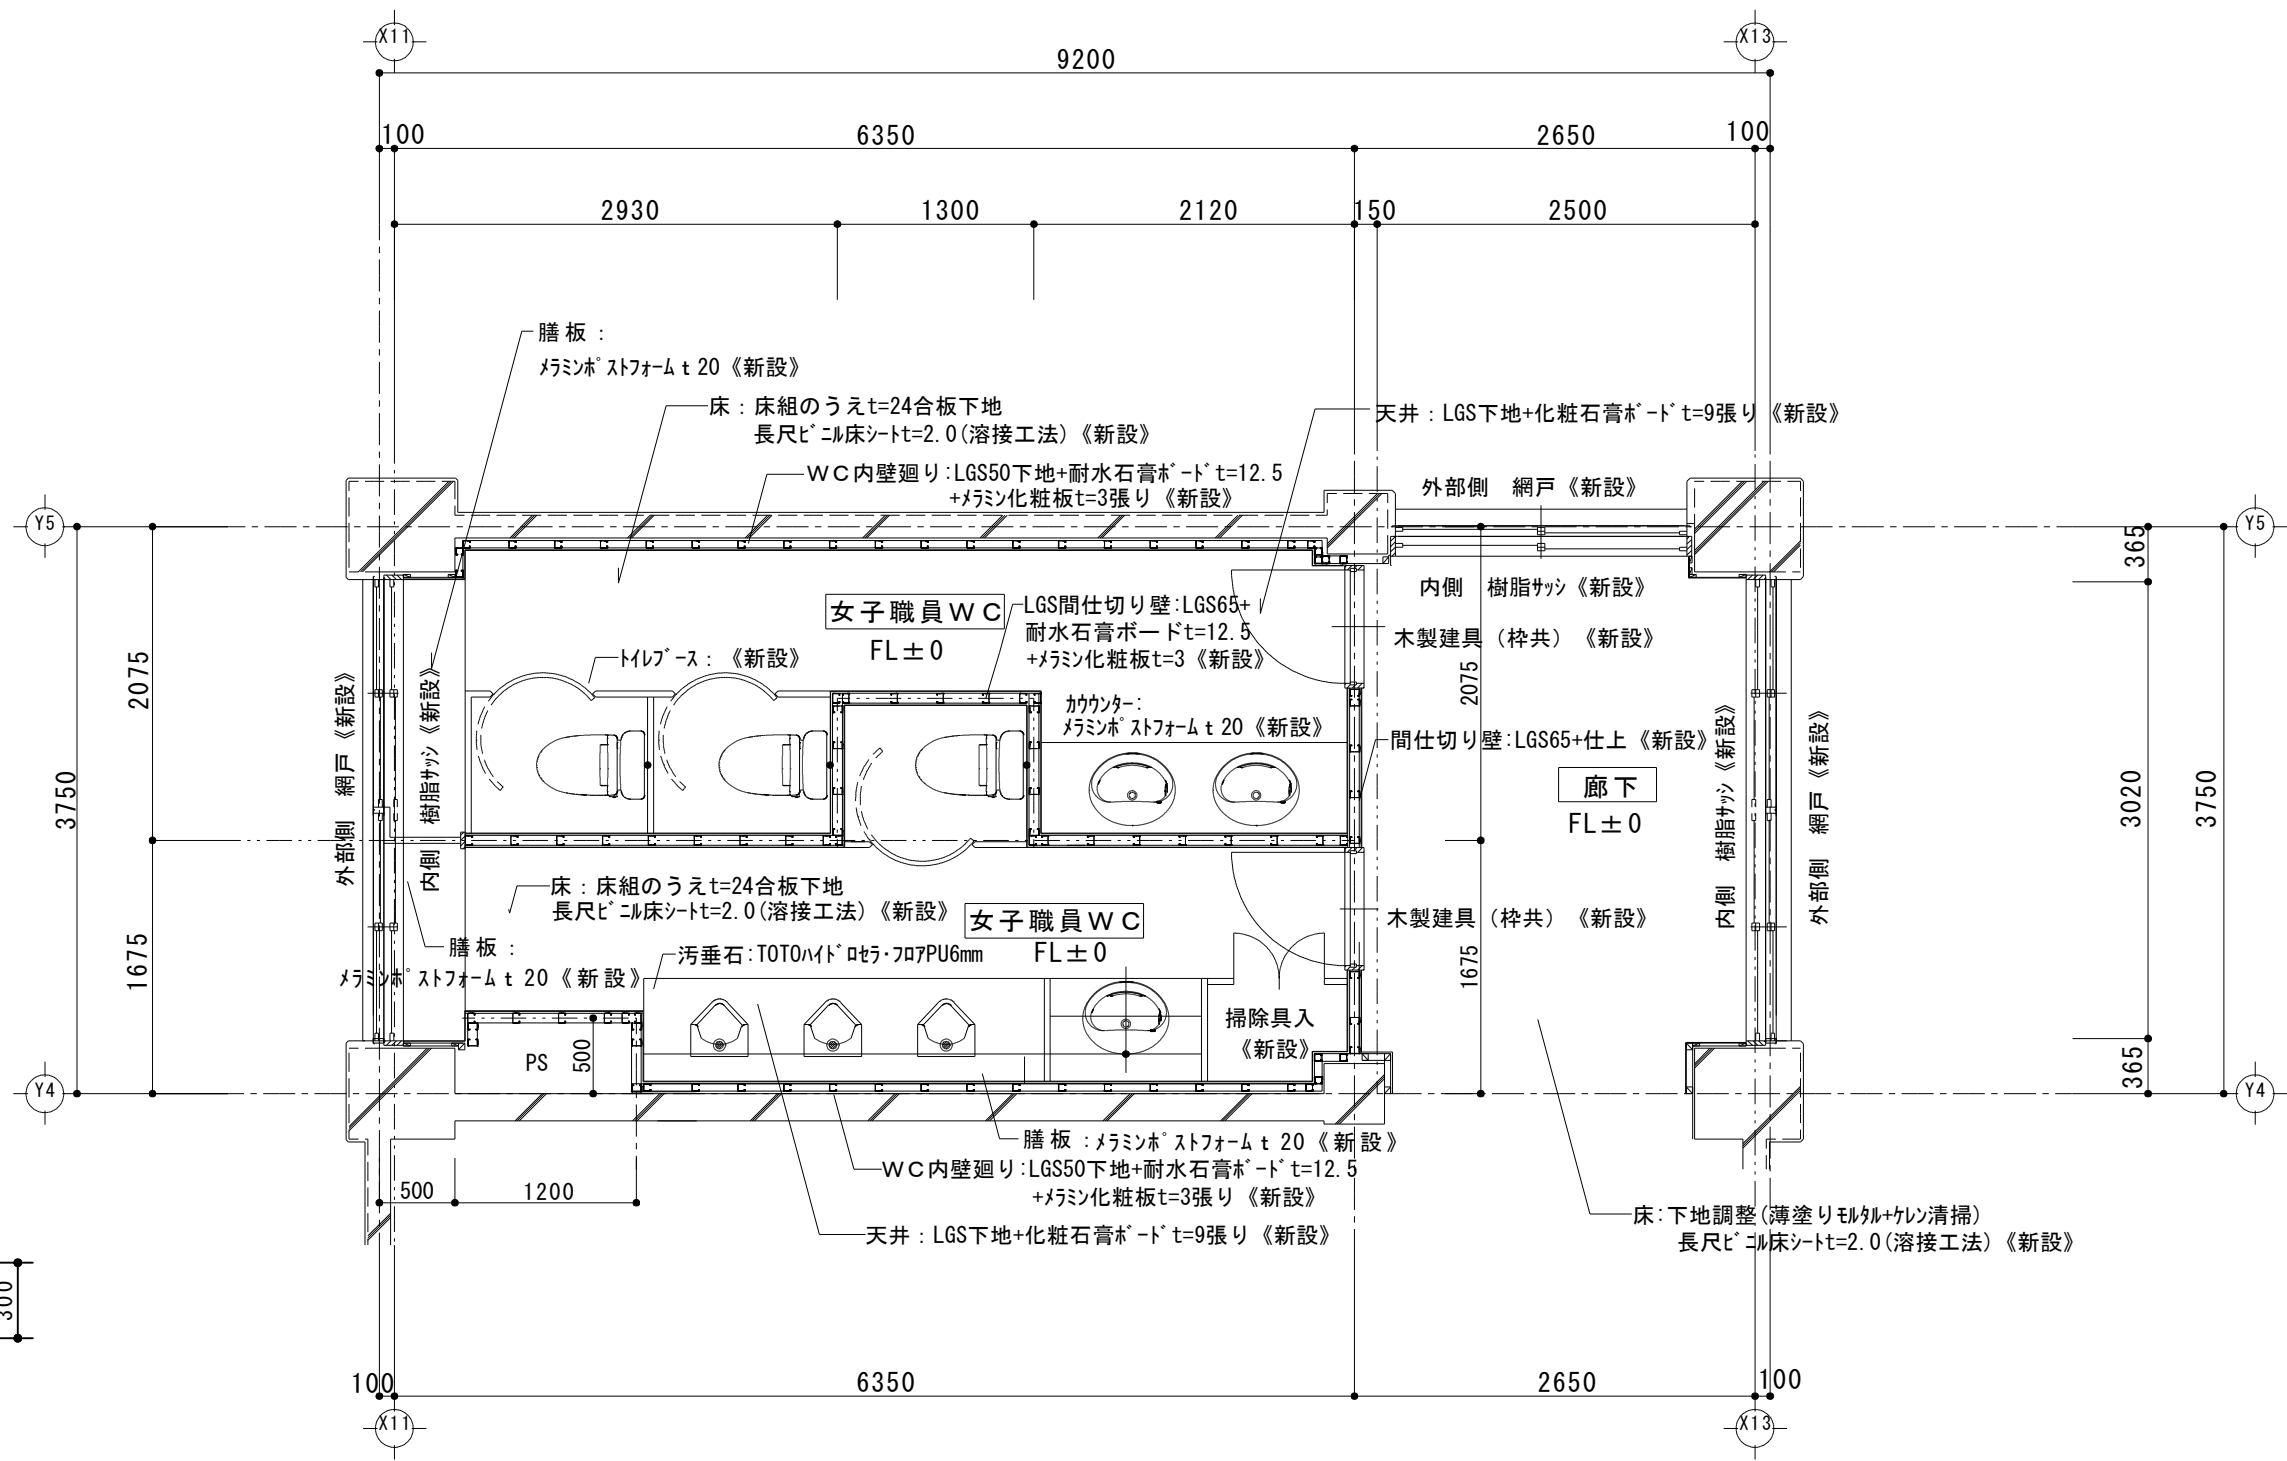 X11
X13
9200
100
6350
2650
100
2930
1300
2120
150
2500
膳板：
ﾒﾗﾐﾝﾎﾟｽﾄﾌｫｰﾑ t 20《新設》
床：床組のうえt=24合板下地
長尺ﾋﾞﾆﾙ床ｼｰﾄt=2.0(溶接工法)《新設》
天井：LGS下地+化粧石膏ﾎﾞｰﾄﾞt=9張り《新設》
ＷＣ内壁廻り:LGS50下地+耐水石膏ﾎﾞｰﾄﾞt=12.5
+ﾒﾗﾐﾝ化粧板t=3張り《新設》
外部側　網戸《新設》
Y5
Y5
365
内側　樹脂ｻｯｼ《新設》
女子職員ＷＣ
FL±0
LGS間仕切り壁:LGS65+
耐水石膏ボードt=12.5
+ﾒﾗﾐﾝ化粧板t=3《新設》
木製建具（枠共）《新設》
ﾄｲﾚﾌﾞｰｽ：《新設》
2075
2075
外部側　網戸《新設》
内側　樹脂ｻｯｼ《新設》
ｶｳウﾝﾀｰ:
ﾒﾗﾐﾝﾎﾟｽﾄﾌｫｰﾑ t 20《新設》
間仕切り壁:LGS65+仕上《新設》
廊下
FL±0
内側　樹脂ｻｯｼ《新設》
外部側　網戸《新設》
3750
3020
3750
床：床組のうえt=24合板下地
長尺ﾋﾞﾆﾙ床ｼｰﾄt=2.0(溶接工法)《新設》
女子職員ＷＣ
FL±0
木製建具（枠共）《新設》
膳板：
ﾒﾗﾐﾝﾎﾟｽﾄﾌｫｰﾑ t 20《新設》
汚垂石:TOTOﾊｲﾄﾞﾛｾﾗ･ﾌﾛｱPU6mm
1675
1675
掃除具入
《新設》
PS
500
365
Y4
Y4
膳板：ﾒﾗﾐﾝﾎﾟｽﾄﾌｫｰﾑ t 20《新設》
ＷＣ内壁廻り:LGS50下地+耐水石膏ﾎﾞｰﾄﾞt=12.5
+ﾒﾗﾐﾝ化粧板t=3張り《新設》
500
1200
天井：LGS下地+化粧石膏ﾎﾞｰﾄﾞt=9張り《新設》
床:下地調整(薄塗りﾓﾙﾀﾙ+ｹﾚﾝ清掃)
長尺ﾋﾞﾆﾙ床ｼｰﾄt=2.0(溶接工法)《新設》
300
100
6350
2650
100
X11
X13